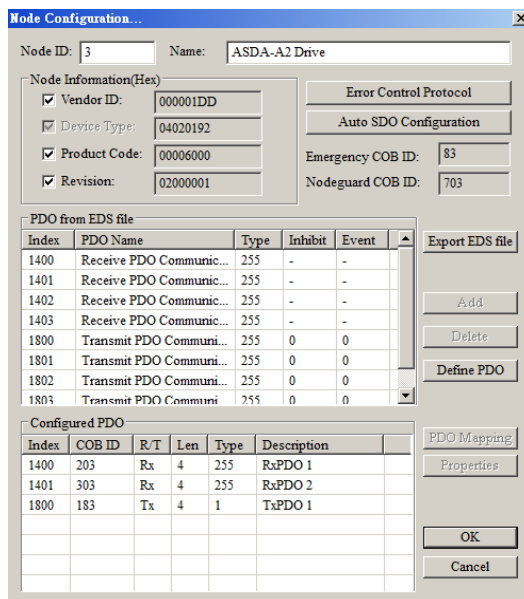 Node Configuration...
Node ID: 3 Name: ASDA-A2 Drive
Node Information(Hex)
Vendor ID: 000001DD
Device Type: 04020192
Product Code: 00006000
Revision: 02000001
Error Control Protocol
Auto SDO Configuration
Emergency COB ID: 83
Nodeguard COB ID: 703
PDO from EDS file
Index PDO Name Type Inhibit Event
1400 Receive PDO Communic... 255 - -
1401 Receive PDO Communic... 255 - -
1402 Receive PDO Communic... 255 - -
1403 Receive PDO Communic... 255 - -
1800 Transmit PDO Communi... 255 0 0
1801 Transmit PDO Communi... 255 0 0
1802 Transmit PDO Communi... 255 0 0
1803 Transmit PDO Communi... 255 0 0
Export EDS file
Add
Delete
Define PDO
Configured PDO
Index COB ID R/T Len Type Description
1400 203 Rx 4 255 RxPDO 1
1401 303 Rx 4 255 RxPDO 2
1800 183 Tx 4 1 TxPDO 1
PDO Mapping
Properties
OK
Cancel